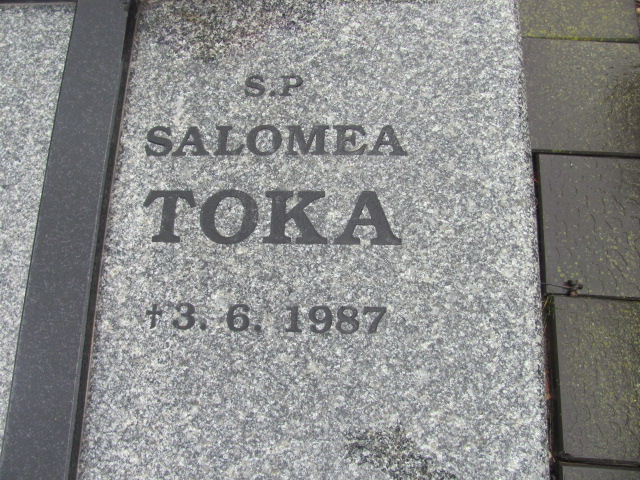 S.P
SALOMEA
TOKA
† 3. 6. 1987